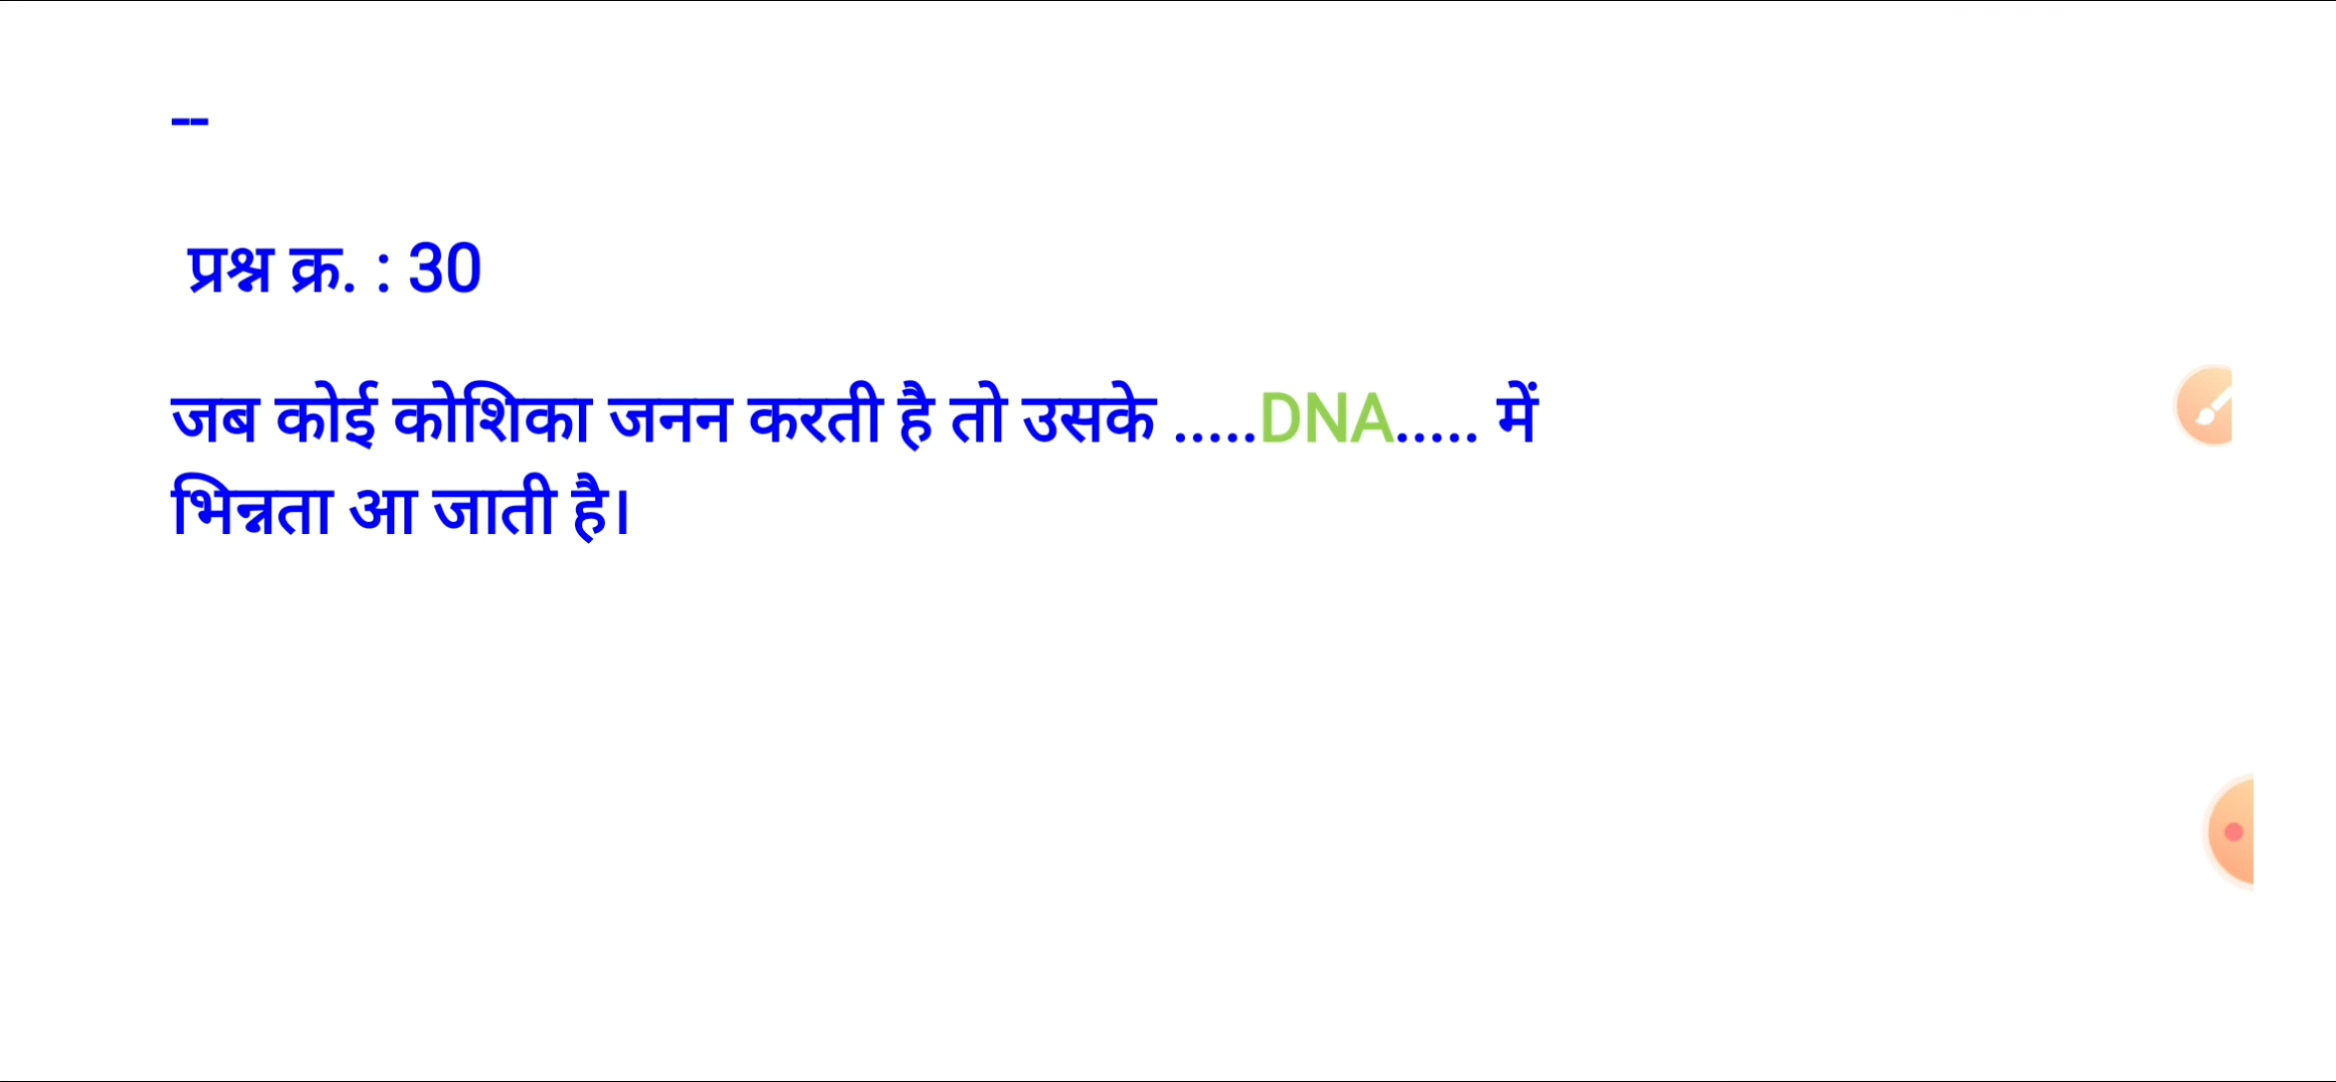 --
प्रश्न क्र. : 30
जब कोई कोशिका जनन करती है तो उसके .....DNA..... में
भिन्नता आ जाती है।